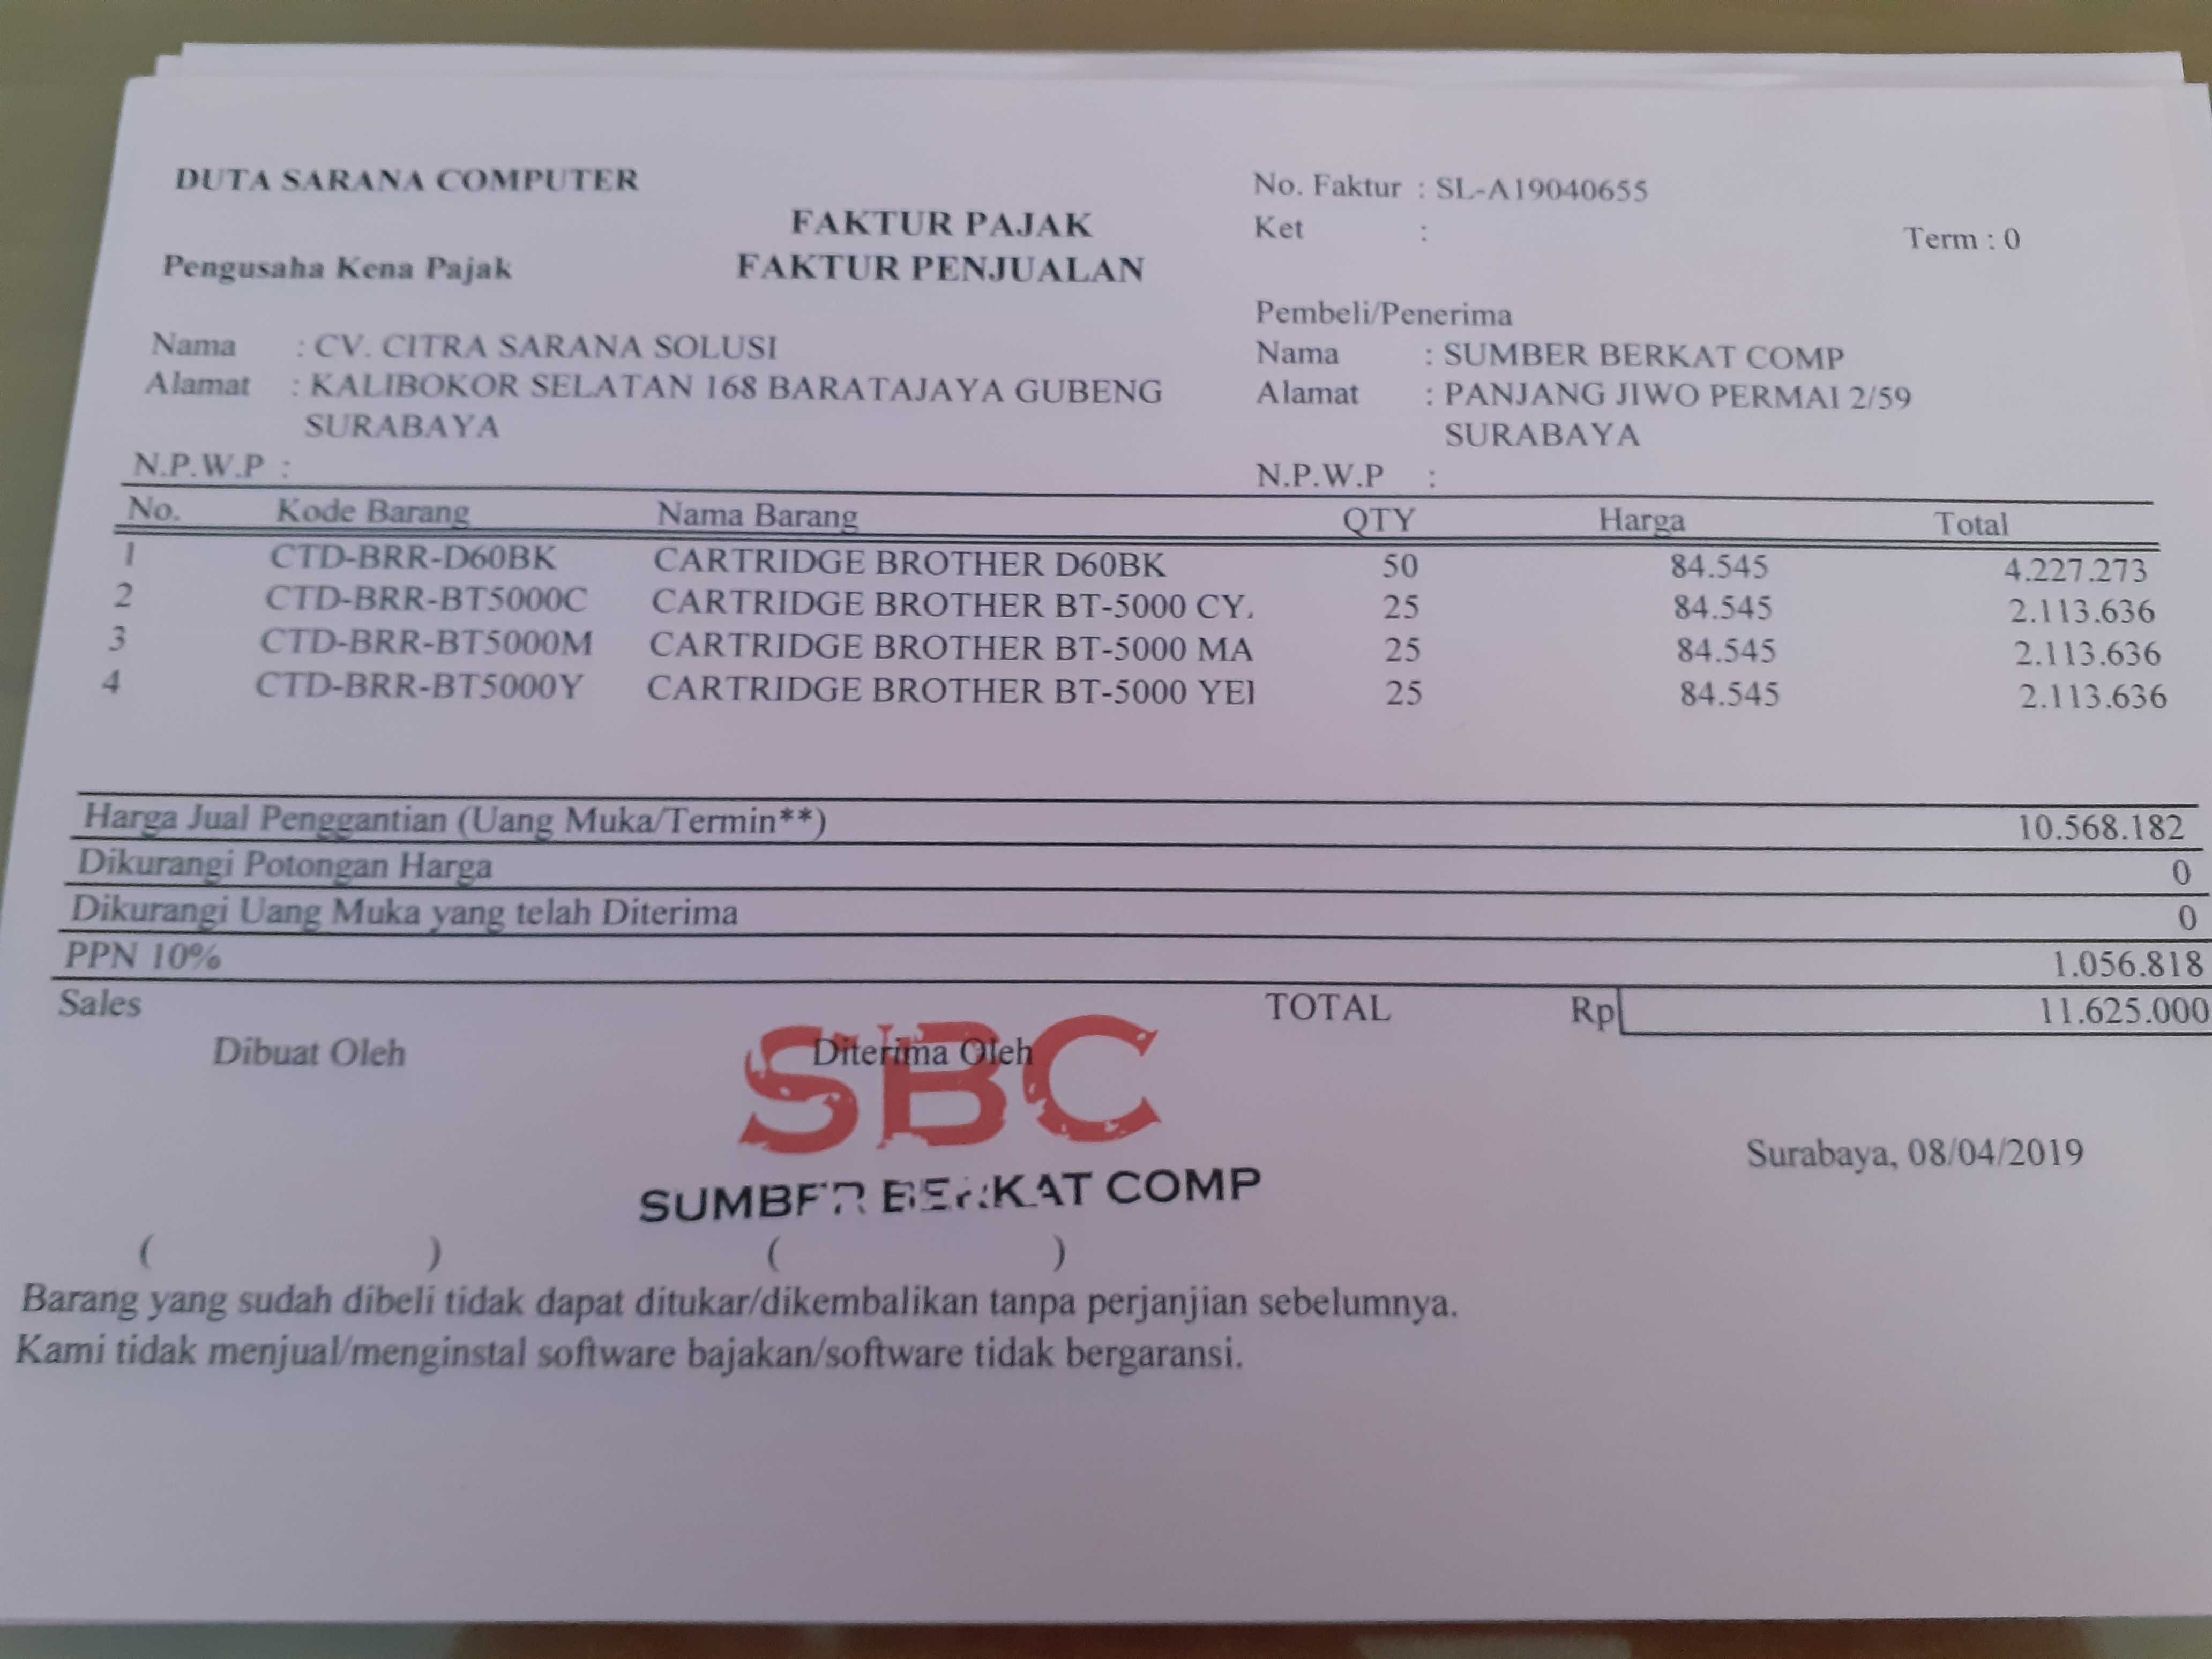 DUTA SARANA COMPUTER
No. Faktur : SL-A19040655
FAKTUR PAJAK
Ket :
Term : 0
Pengusaha Kena Pajak
FAKTUR PENJUALAN
Pembeli/Penerima
Nama : CV. CITRA SARANA SOLUSI
Nama : SUMBER BERKAT COMP
Alamat : KALIBOKOR SELATAN 168 BARATAJAYA GUBENG
SURABAYA
Alamat : PANJANG JIWO PERMAI 2/59
SURABAYA
N.P.W.P :
N.P.W.P :
No. Kode Barang Nama Barang QTY Harga Total
1 CTD-BRR-D60BK CARTRIDGE BROTHER D60BK 50 84.545 4.227.273
2 CTD-BRR-BT5000C CARTRIDGE BROTHER BT-5000 CY. 25 84.545 2.113.636
3 CTD-BRR-BT5000M CARTRIDGE BROTHER BT-5000 MA 25 84.545 2.113.636
4 CTD-BRR-BT5000Y CARTRIDGE BROTHER BT-5000 YEI 25 84.545 2.113.636
Harga Jual Penggantian (Uang Muka/Termin**) 10.568.182
Dikurangi Potongan Harga 0
Dikurangi Uang Muka yang telah Diterima 0
PPN 10% 1.056.818
Sales TOTAL Rp 11.625.000
Dibuat Oleh Diterima Oleh
SBC
Surabaya, 08/04/2019
SUMBER BERKAT COMP
( ) ( )
Barang yang sudah dibeli tidak dapat ditukar/dikembalikan tanpa perjanjian sebelumnya.
Kami tidak menjual/menginstal software bajakan/software tidak bergaransi.